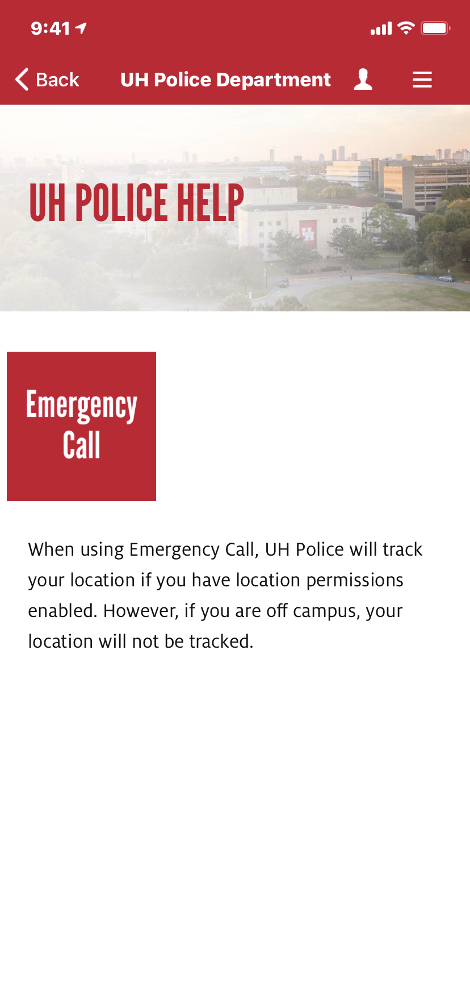 9:41
Back
UH Police Department
UH POLICE HELP
UH
Emergency
Call
When using Emergency Call, UH Police will track
your location if you have location permissions
enabled. However, if you are off campus, your
location will not be tracked.